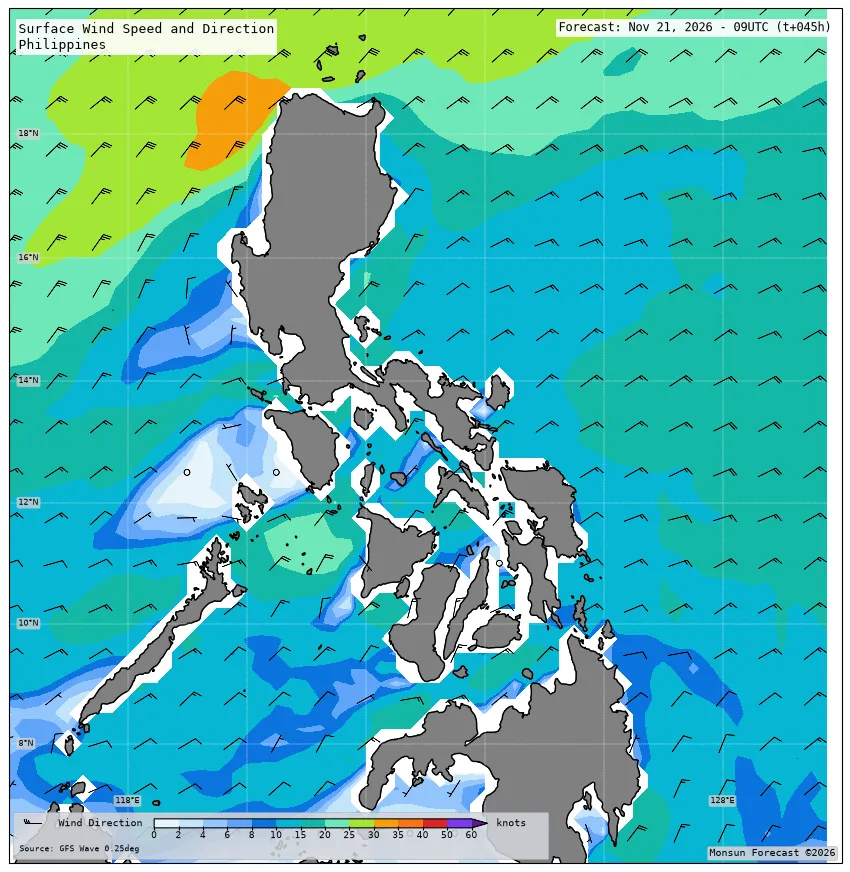 Surface Wind Speed and Direction
Philippines
Forecast: Nov 21, 2026 - 09UTC (t+045h)
18°N
16°N
14°N
12°N
10°N
8°N
118°E
128°E
Wind Direction
0 2 4 6 8 10 15 20 25 30 35 40 50 60
knots
Source: GFS Wave 0.25deg
Monsun Forecast ©2026